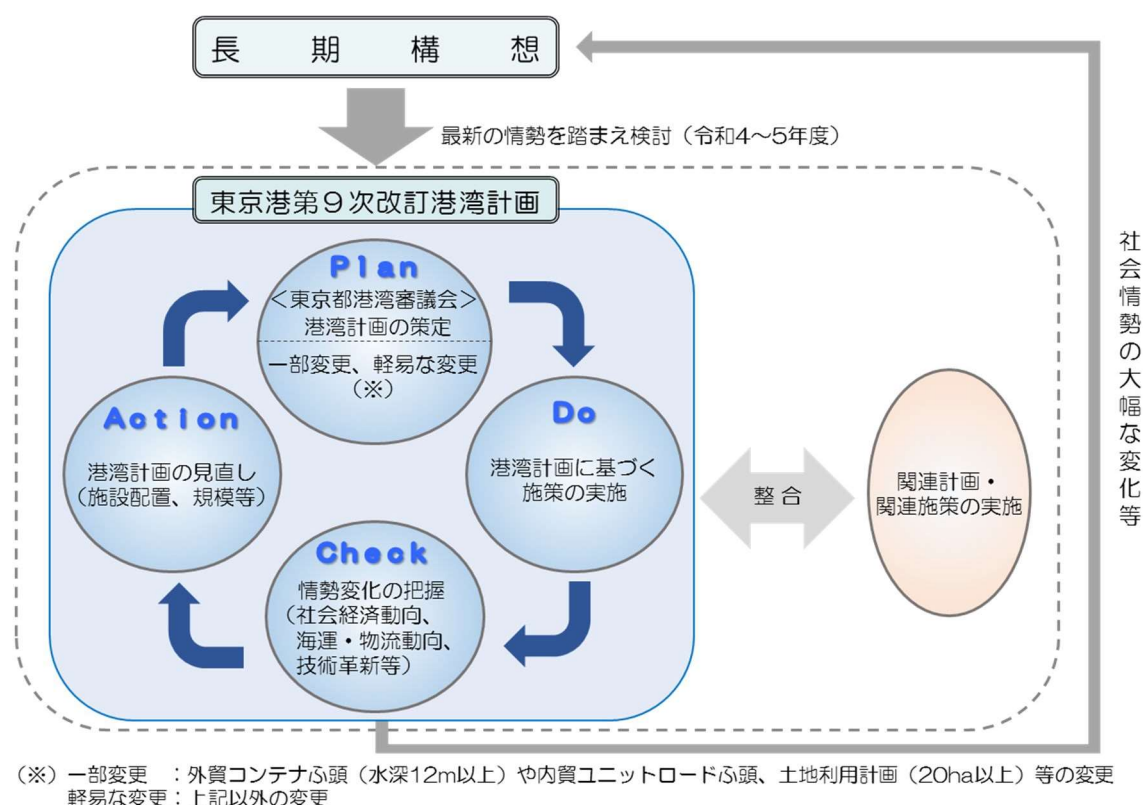 長期構想
最新の情勢を踏まえ検討（令和4～5年度）
東京港第９次改訂港湾計画
Plan
＜東京都港湾審議会＞
港湾計画の策定
一部変更、軽易な変更
（※）
Do
港湾計画に基づく
施策の実施
Check
情勢変化の把握
（社会経済動向、
海運・物流動向、
技術革新等）
Action
港湾計画の見直し
（施設配置、規模等）
整合
関連計画・
関連施策の実施
社会情勢の大幅な変化等
（※）一部変更　：外貿コンテナふ頭（水深12m以上）や内貿ユニットロードふ頭、土地利用計画（20ha以上）等の変更
軽易な変更：上記以外の変更